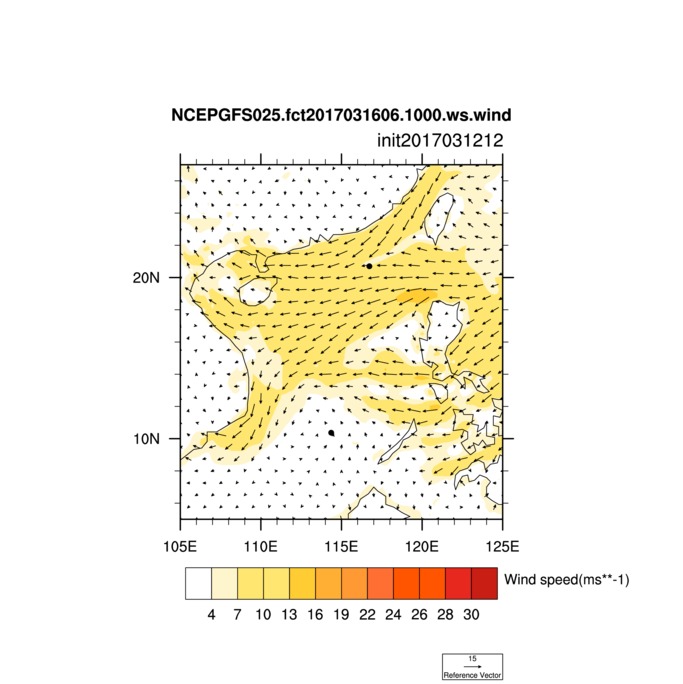 NCEPGFS025.fct2017031606.1000.ws.wind
init2017031212
20N
10N
105E 110E 115E 120E 125E
Wind speed(ms**-1)
4 7 10 13 16 19 22 24 26 28 30
15
Reference Vector